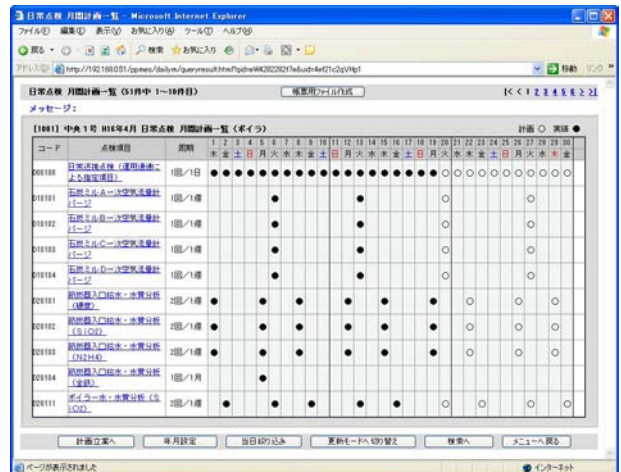 日常点検 月間計画一覧 - Microsoft Internet Explorer
ファイル(F) 編集(E) 表示(V) お気に入り(A) ツール(T) ヘルプ(H)
戻る 検索 お気に入り
アドレス(D) 移動 リンク
日常点検 月間計画一覧 (51件中 1~10件目) 帳票用ファイル作成 |< < 1 2 3 4 5 6 > >|
メッセージ:
[1001] 中央1号 H16年4月 日常点検 月間計画一覧 (ボイラ) 計画 ○ 実績 ●
コード 点検項目 周期 1 2 3 4 5 6 7 8 9 10 11 12 13 14 15 16 17 18 19 20 21 22 23 24 25 26 27 28 29 30
木 金 土 日 月 火 水 木 金 土 日 月 火 水 木 金 土 日 月 火 水 木 金 土 日 月 火 水 木 金
D00100 日常巡視点検 (運用通達に 1回/1日 ● ● ● ● ● ● ● ● ● ● ● ● ● ● ● ● ● ● ● ○ ○ ○ ○ ○ ○ ○ ○ ○ ○ ○
よる指定項目)
D10101 石炭ミル-A一次空気流量計 1回/1週 ● ● ○ ○
パージ
D10102 石炭ミル-B一次空気流量計 1回/1週 ● ● ○ ○
パージ
D10103 石炭ミル-C一次空気流量計 1回/1週 ● ● ○ ○
パージ
D10104 石炭ミル-D一次空気流量計 1回/1週 ● ● ○ ○
パージ
D20101 節炭器入口給水・水質分析 2回/1週 ● ● ● ● ● ● ○ ○ ○
(硬度)
D20102 節炭器入口給水・水質分析 2回/1週 ● ● ● ● ● ● ○ ○ ○
(SiO2)
D20103 節炭器入口給水・水質分析 2回/1週 ● ● ● ● ● ● ○ ○ ○
(N2H4)
D20104 節炭器入口給水・水質分析 1回/1月 ●
(全鉄)
D20111 ボイラー水・水質分析 (S 2回/1週 ● ● ● ● ○ ○ ○ ○
iO2)
計画立案へ 年月設定 当日絞り込み 更新モードへ切り替え 検索へ メニューへ戻る
ページが表示されました インターネット